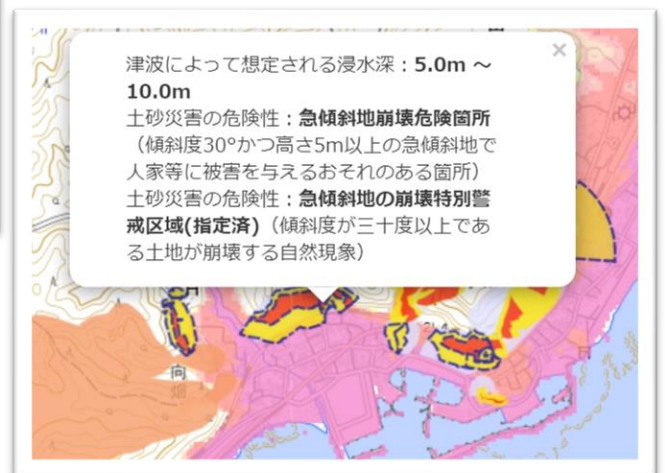 ×
津波によって想定される浸水深：5.0m ～
10.0m
土砂災害の危険性：急傾斜地崩壊危険箇所
（傾斜度30°かつ高さ5m以上の急傾斜地で
人家等に被害を与えるおそれのある箇所）
土砂災害の危険性：急傾斜地の崩壊特別警
戒区域(指定済)（傾斜度が三十度以上であ
る土地が崩壊する自然現象）
向